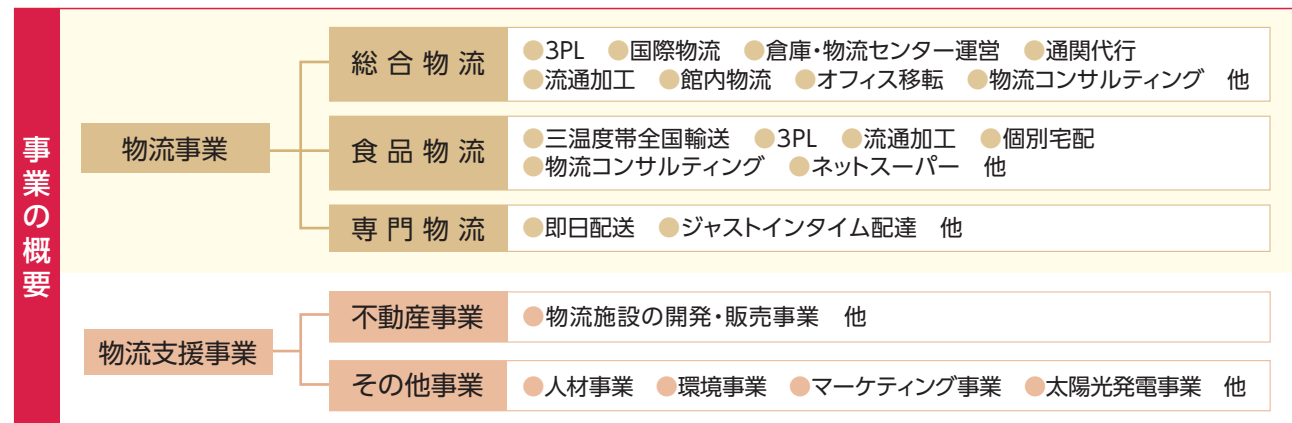 事業の概要
物流事業
総合物流
●3PL ●国際物流 ●倉庫・物流センター運営 ●通関代行
●流通加工 ●館内物流 ●オフィス移転 ●物流コンサルティング 他
食品物流
●三温度帯全国輸送 ●3PL ●流通加工 ●個別宅配
●物流コンサルティング ●ネットスーパー 他
専門物流
●即日配送 ●ジャストインタイム配達 他
物流支援事業
不動産事業
●物流施設の開発・販売事業 他
その他事業
●人材事業 ●環境事業 ●マーケティング事業 ●太陽光発電事業 他